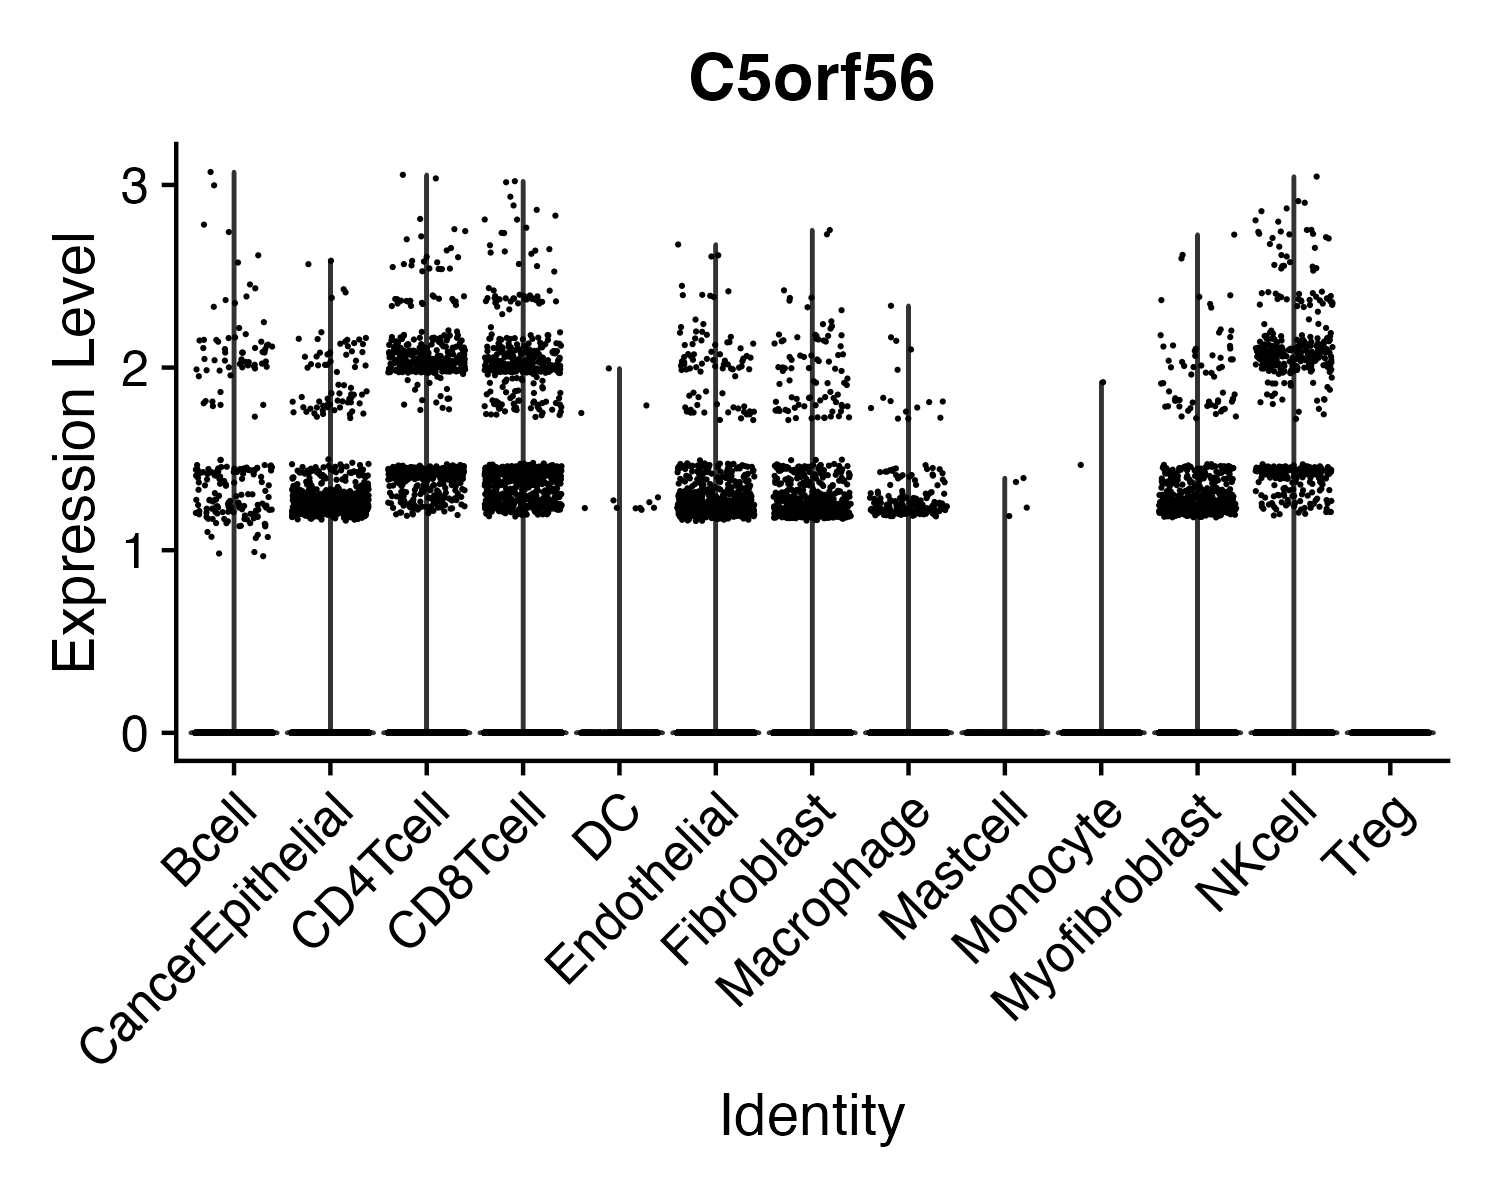 C5orf56
Expression Level
3
2
1
0
Bcell
CancerEpithelial
CD4Tcell
CD8Tcell
DC
Endothelial
Fibroblast
Macrophage
Mastcell
Monocyte
Myofibroblast
NKcell
Treg
Identity